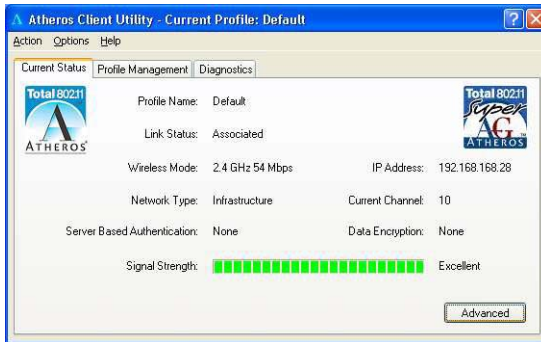 Atheros Client Utility - Current Profile: Default
Action Options Help
Current Status Profile Management Diagnostics
Total 802.11
ATHEROS
Total 802.11
Super
AG
ATHEROS
Profile Name: Default
Link Status: Associated
Wireless Mode: 2.4 GHz 54 Mbps IP Address: 192.168.168.28
Network Type: Infrastructure Current Channel: 10
Server Based Authentication: None Data Encryption: None
Signal Strength: Excellent
Advanced